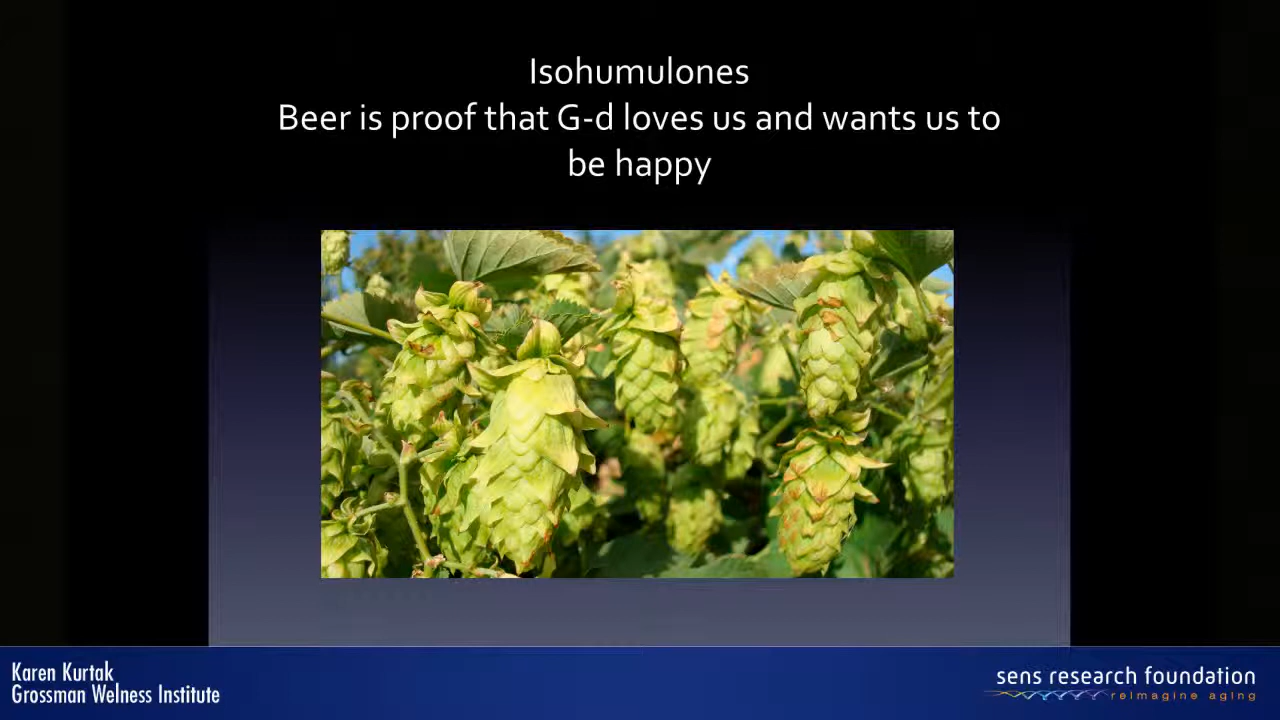 Isohumulones
Beer is proof that G-d loves us and wants us to
be happy
Karen Kurtak
Grossman Welness Institute
sens research foundation
reimagine aging